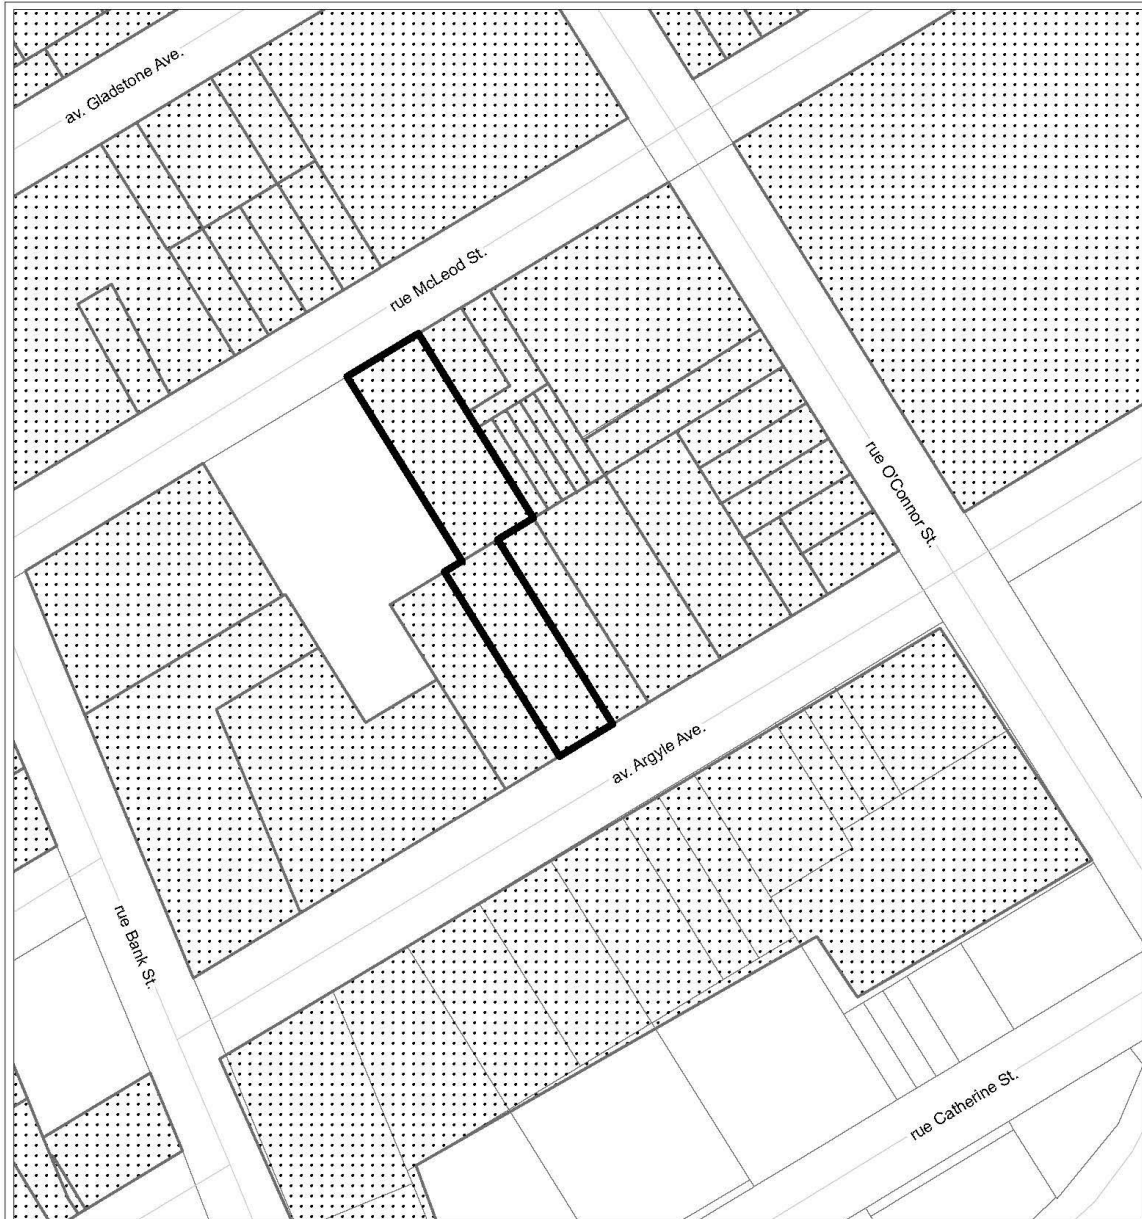 av. Gladstone Ave.
rue McLeod St.
rue O'Connor St.
av. Argyle Ave.
rue Bank St.
rue Catherine St.